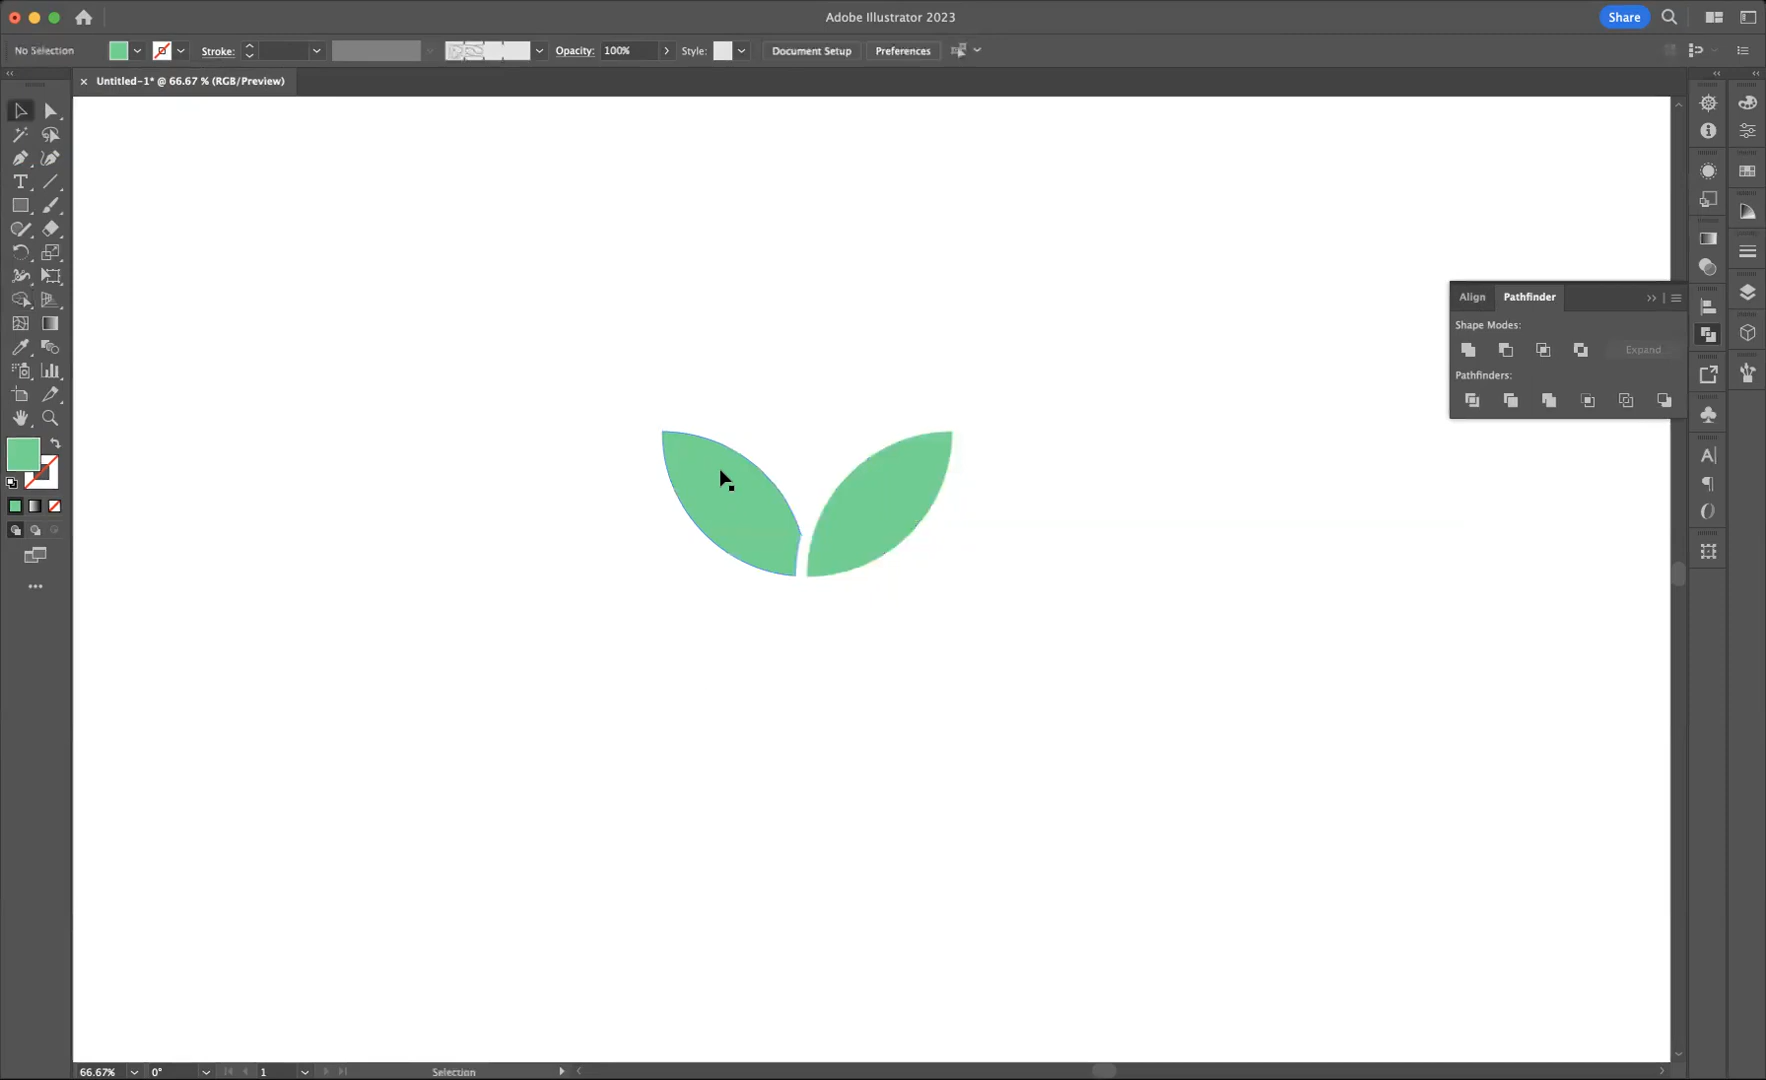 Adobe Illustrator 2023
Share
No Selection
Stroke:
Opacity: 100%
Style:
Document Setup
Preferences
× Untitled-1* @ 66.67 % (RGB/Preview)
Align
Pathfinder
Shape Modes:
Expand
Pathfinders:
66.67%
0°
1
Selection